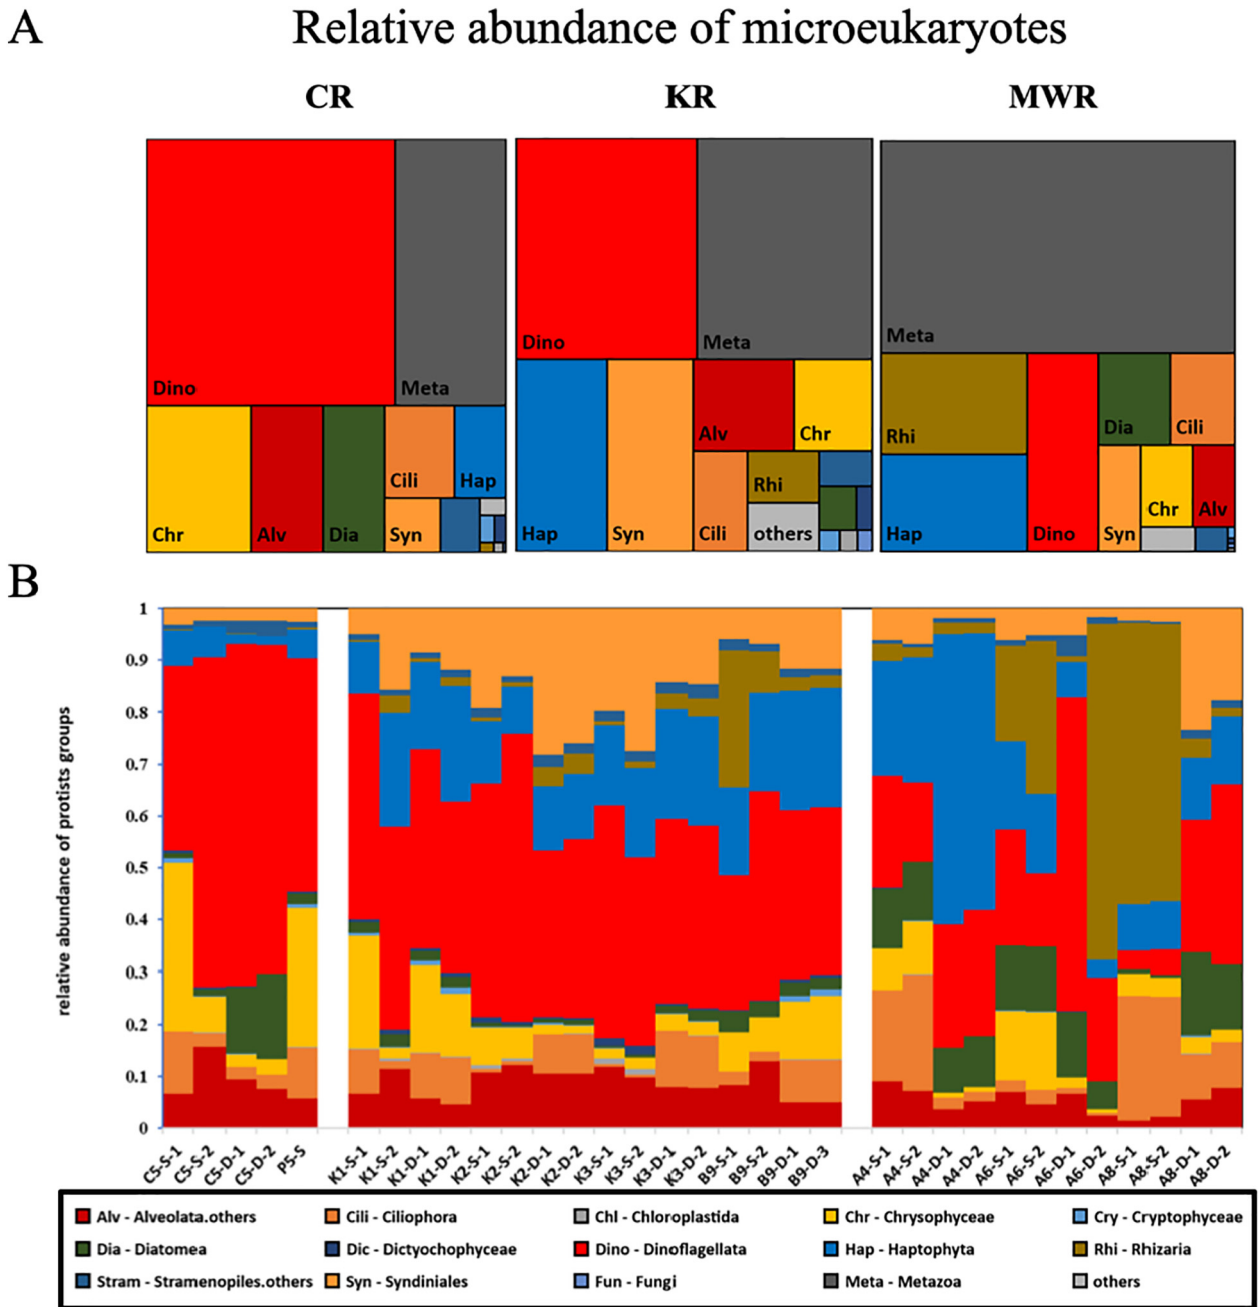 A
Relative abundance of microeukaryotes
CR KR MWR
Dino Meta
Chr Alv Dia Cili Hap
Syn
Dino Meta
Hap Syn Alv Chr
Cili Rhi
others
Meta
Rhi Dia Cili
Hap Dino Syn Chr Alv
B
relative abundance of protists groups
1
0.9
0.8
0.7
0.6
0.5
0.4
0.3
0.2
0.1
0
C5-S-1 C5-S-2 C5-D-1 C5-D-2 P5-S K1-S-1 K1-S-2 K1-D-1 K1-D-2 K2-S-1 K2-S-2 K2-D-1 K2-D-2 K3-S-1 K3-S-2 K3-D-1 K3-D-2 B9-S-1 B9-S-2 B9-D-1 B9-D-3 A4-S-1 A4-S-2 A4-D-1 A4-D-2 A6-S-1 A6-S-2 A6-D-1 A6-D-2 A8-S-1 A8-S-2 A8-D-1 A8-D-2
Alv - Alveolata.others Cili - Ciliophora Chl - Chloroplastida Chr - Chrysophyceae Cry - Cryptophyceae
Dia - Diatomea Dic - Dictyochophyceae Dino - Dinoflagellata Hap - Haptophyta Rhi - Rhizaria
Stram - Stramenopiles.others Syn - Syndiniales Fun - Fungi Meta - Metazoa others